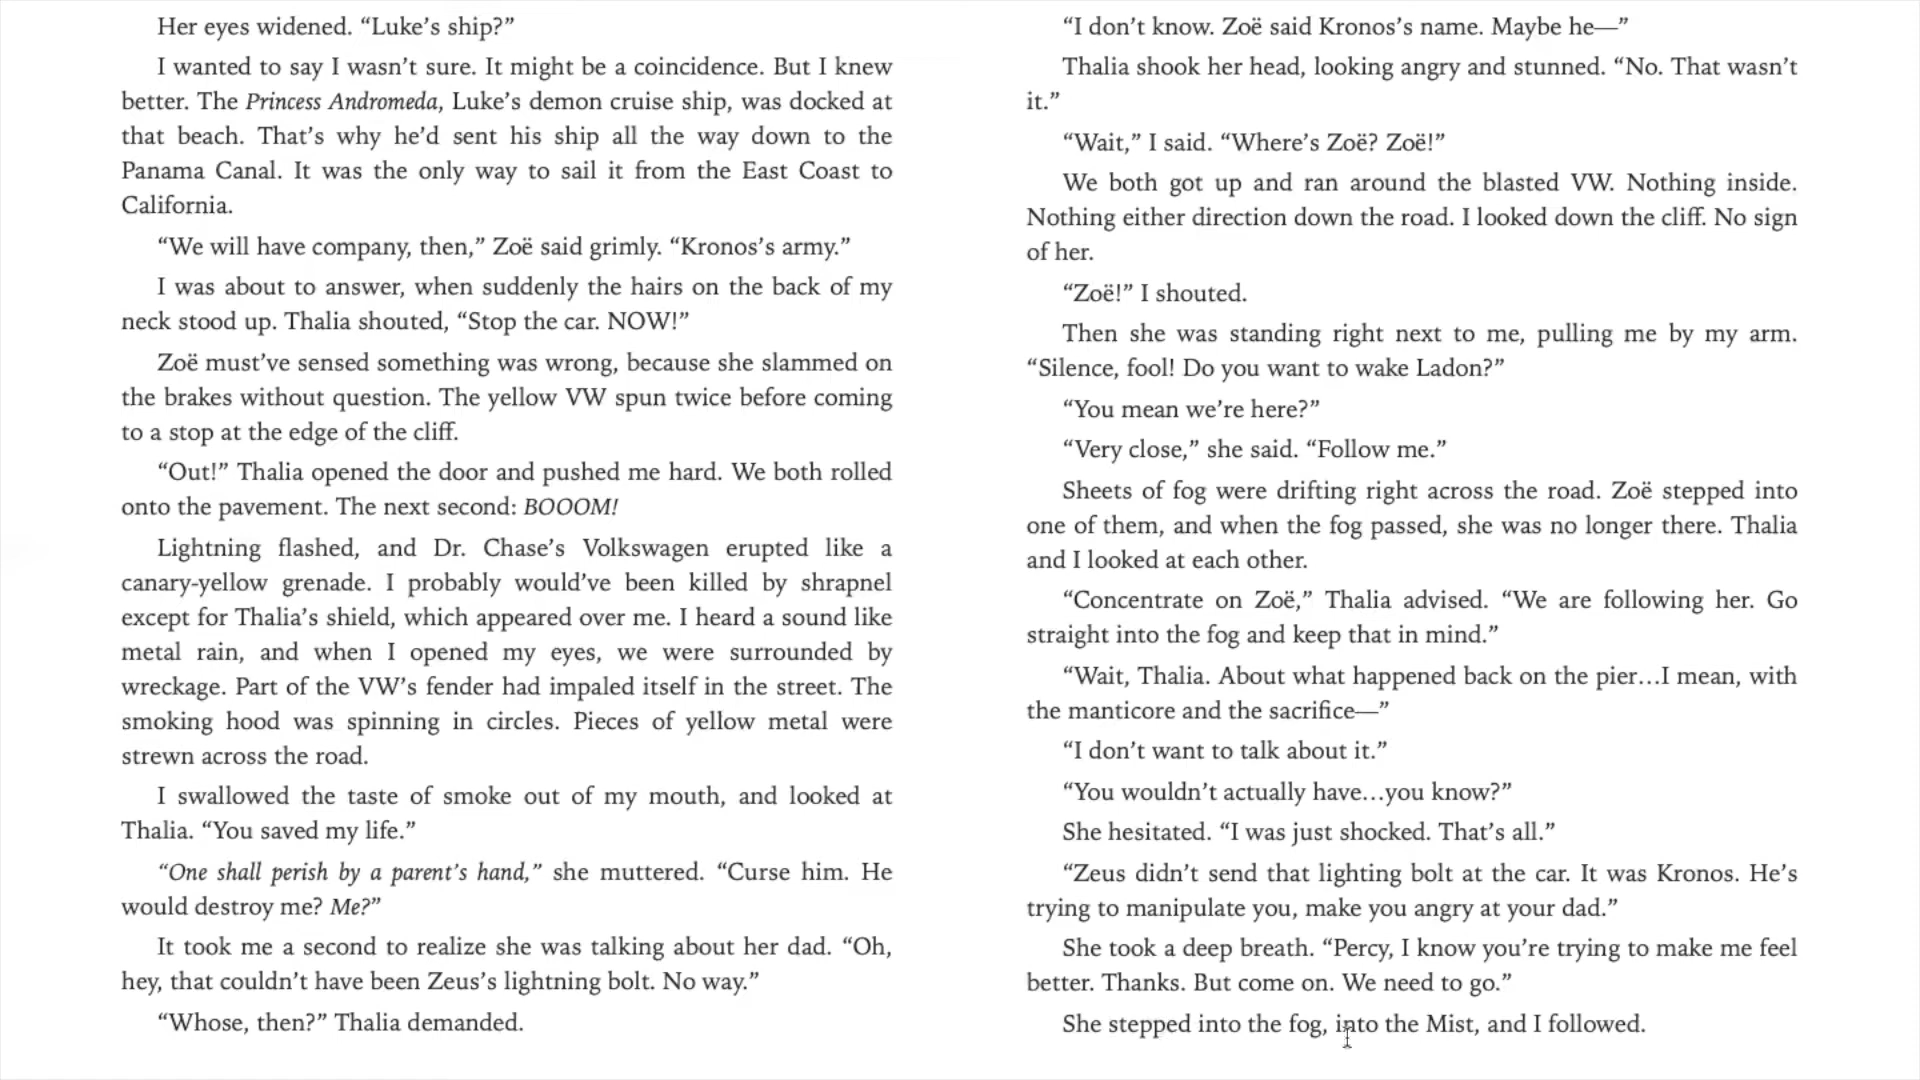 Her eyes widened. “Luke’s ship?”
I wanted to say I wasn’t sure. It might be a coincidence. But I knew
better. The Princess Andromeda, Luke’s demon cruise ship, was docked at
that beach. That’s why he’d sent his ship all the way down to the
Panama Canal. It was the only way to sail it from the East Coast to
California.
“We will have company, then,” Zoë said grimly. “Kronos’s army.”
I was about to answer, when suddenly the hairs on the back of my
neck stood up. Thalia shouted, “Stop the car. NOW!”
Zoë must’ve sensed something was wrong, because she slammed on
the brakes without question. The yellow VW spun twice before coming
to a stop at the edge of the cliff.
“Out!” Thalia opened the door and pushed me hard. We both rolled
onto the pavement. The next second: BOOOM!
Lightning flashed, and Dr. Chase’s Volkswagen erupted like a
canary-yellow grenade. I probably would’ve been killed by shrapnel
except for Thalia’s shield, which appeared over me. I heard a sound like
metal rain, and when I opened my eyes, we were surrounded by
wreckage. Part of the VW’s fender had impaled itself in the street. The
smoking hood was spinning in circles. Pieces of yellow metal were
strewn across the road.
I swallowed the taste of smoke out of my mouth, and looked at
Thalia. “You saved my life.”
“One shall perish by a parent’s hand,” she muttered. “Curse him. He
would destroy me? Me?”
It took me a second to realize she was talking about her dad. “Oh,
hey, that couldn’t have been Zeus’s lightning bolt. No way.”
“Whose, then?” Thalia demanded.
“I don’t know. Zoë said Kronos’s name. Maybe he—”
Thalia shook her head, looking angry and stunned. “No. That wasn’t
it.”
“Wait,” I said. “Where’s Zoë? Zoë!”
We both got up and ran around the blasted VW. Nothing inside.
Nothing either direction down the road. I looked down the cliff. No sign
of her.
“Zoë!” I shouted.
Then she was standing right next to me, pulling me by my arm.
“Silence, fool! Do you want to wake Ladon?”
“You mean we’re here?”
“Very close,” she said. “Follow me.”
Sheets of fog were drifting right across the road. Zoë stepped into
one of them, and when the fog passed, she was no longer there. Thalia
and I looked at each other.
“Concentrate on Zoë,” Thalia advised. “We are following her. Go
straight into the fog and keep that in mind.”
“Wait, Thalia. About what happened back on the pier…I mean, with
the manticore and the sacrifice—”
“I don’t want to talk about it.”
“You wouldn’t actually have…you know?”
She hesitated. “I was just shocked. That’s all.”
“Zeus didn’t send that lighting bolt at the car. It was Kronos. He’s
trying to manipulate you, make you angry at your dad.”
She took a deep breath. “Percy, I know you’re trying to make me feel
better. Thanks. But come on. We need to go.”
She stepped into the fog, into the Mist, and I followed.